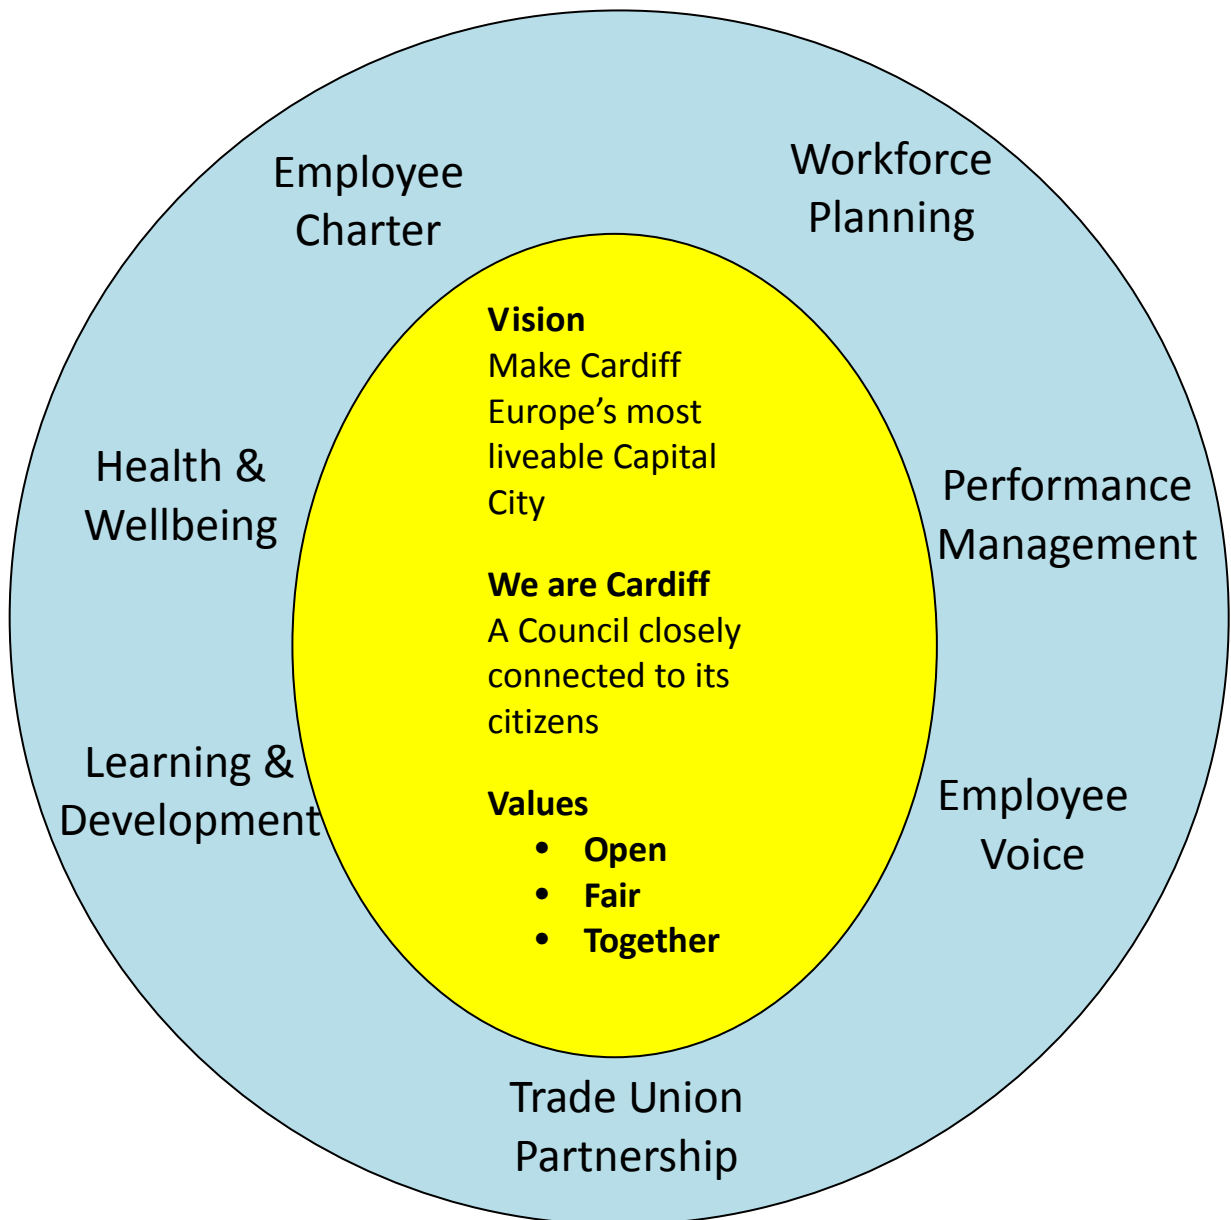 Employee
Charter
Workforce
Planning
Vision
Make Cardiff
Europe’s most
liveable Capital
City
Health &
Wellbeing
Performance
Management
We are Cardiff
A Council closely
connected to its
citizens
Learning &
Development
Employee
Voice
Values
• Open
• Fair
• Together
Trade Union
Partnership